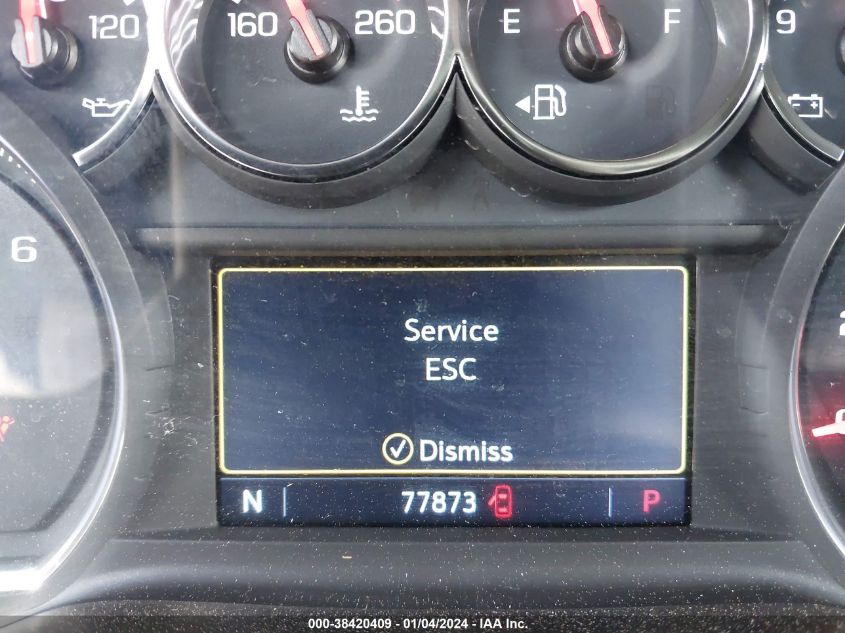 120 160 260 E F 9
6
Service
ESC
Dismiss
N 77873 P
000-38420409 - 01/04/2024 - IAA Inc.